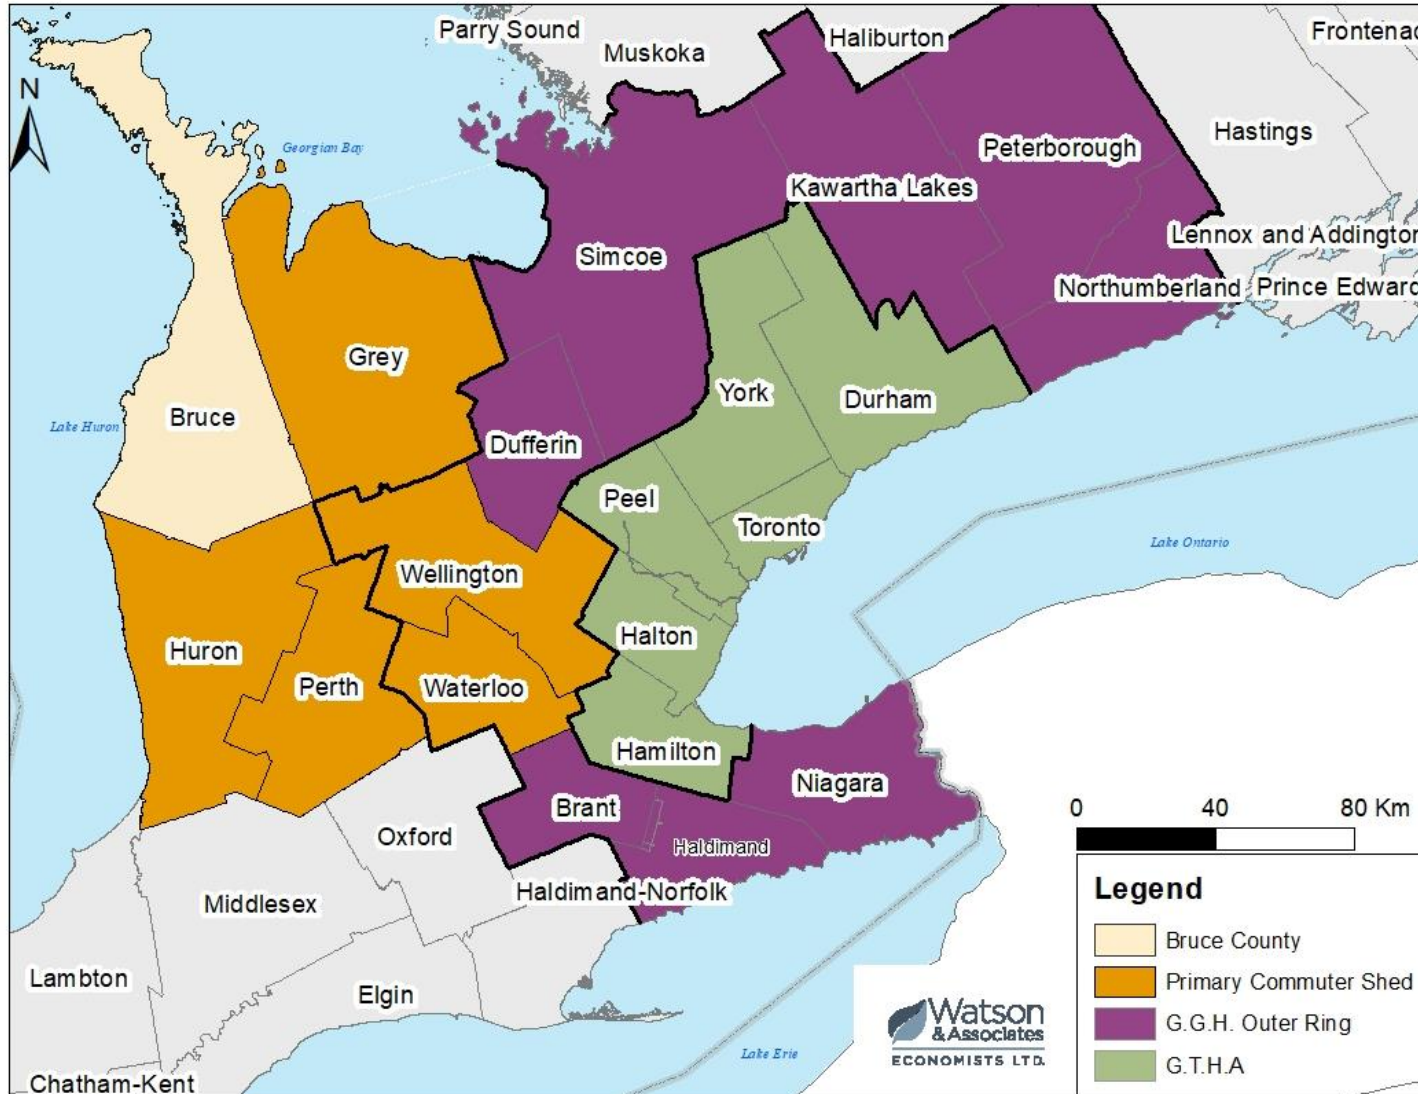 Parry Sound
Muskoka
Haliburton
Frontenac
N
Georgian Bay
Hastings
Peterborough
Kawartha Lakes
Lennox and Addington
Simcoe
Northumberland
Prince Edward
Grey
York
Durham
Bruce
Lake Huron
Dufferin
Peel
Toronto
Lake Ontario
Wellington
Halton
Huron
Perth
Waterloo
Hamilton
Niagara
Brant
Haldimand
Oxford
Haldimand-Norfolk
Middlesex
Lambton
Elgin
Lake Erie
Chatham-Kent
0 40 80 Km
Legend
Bruce County
Primary Commuter Shed
G.G.H. Outer Ring
G.T.H.A
Watson
& Associates
ECONOMISTS LTD.